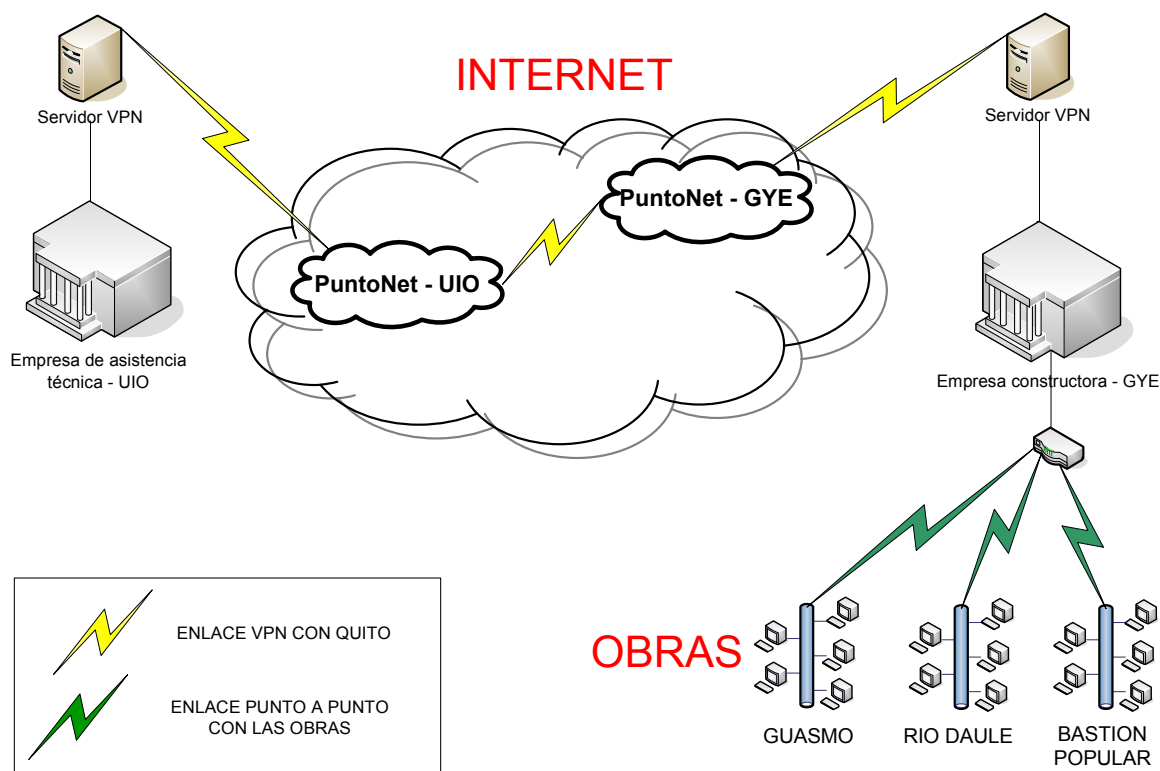 INTERNET
Servidor VPN
Servidor VPN
PuntoNet - GYE
PuntoNet - UIO
Empresa de asistencia
técnica - UIO
Empresa constructora - GYE
ENLACE VPN CON QUITO
ENLACE PUNTO A PUNTO
CON LAS OBRAS
OBRAS
GUASMO
RIO DAULE
BASTION
POPULAR